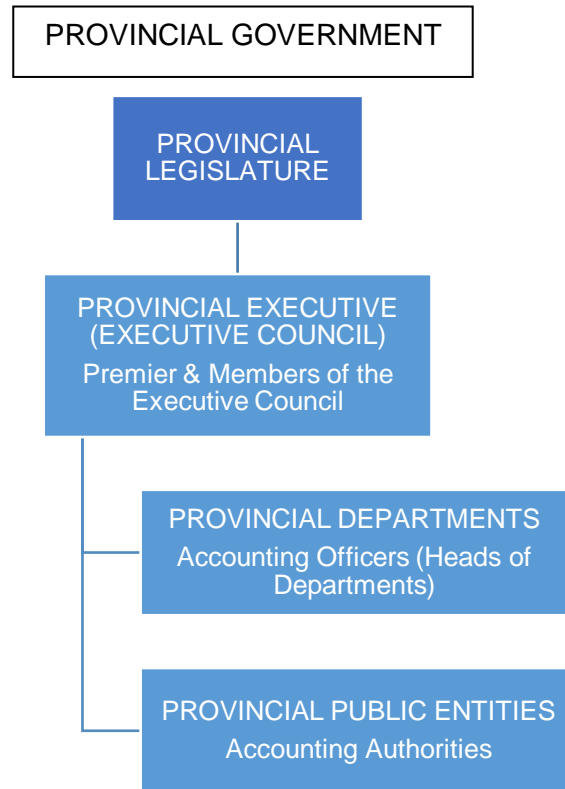 PROVINCIAL GOVERNMENT
PROVINCIAL
LEGISLATURE
PROVINCIAL EXECUTIVE
(EXECUTIVE COUNCIL)
Premier & Members of the
Executive Council
PROVINCIAL DEPARTMENTS
Accounting Officers (Heads of
Departments)
PROVINCIAL PUBLIC ENTITIES
Accounting Authorities